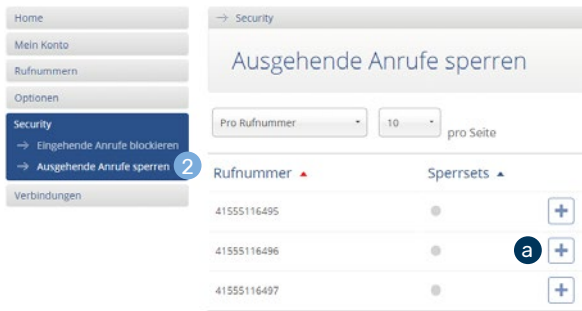 Home
Mein Konto
Rufnummern
Optionen
Security
→ Eingehende Anrufe blockieren
→ Ausgehende Anrufe sperren 2
Verbindungen
→ Security
Ausgehende Anrufe sperren
Pro Rufnummer 10 pro Seite
Rufnummer Sperrsets
41555116495 +
41555116496 a +
41555116497 +